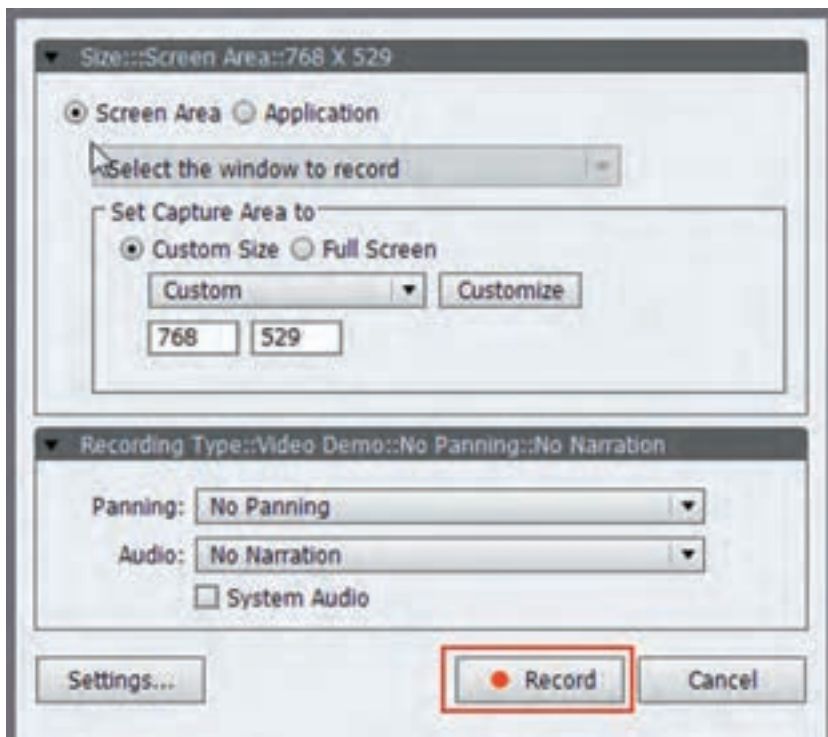 Size:::Screen Area::768 X 529
Screen Area Application
Select the window to record
Set Capture Area to
Custom Size Full Screen
Custom Customize
768 529
Recording Type::Video Demo::No Panning::No Narration
Panning: No Panning
Audio: No Narration
System Audio
Settings... Record Cancel